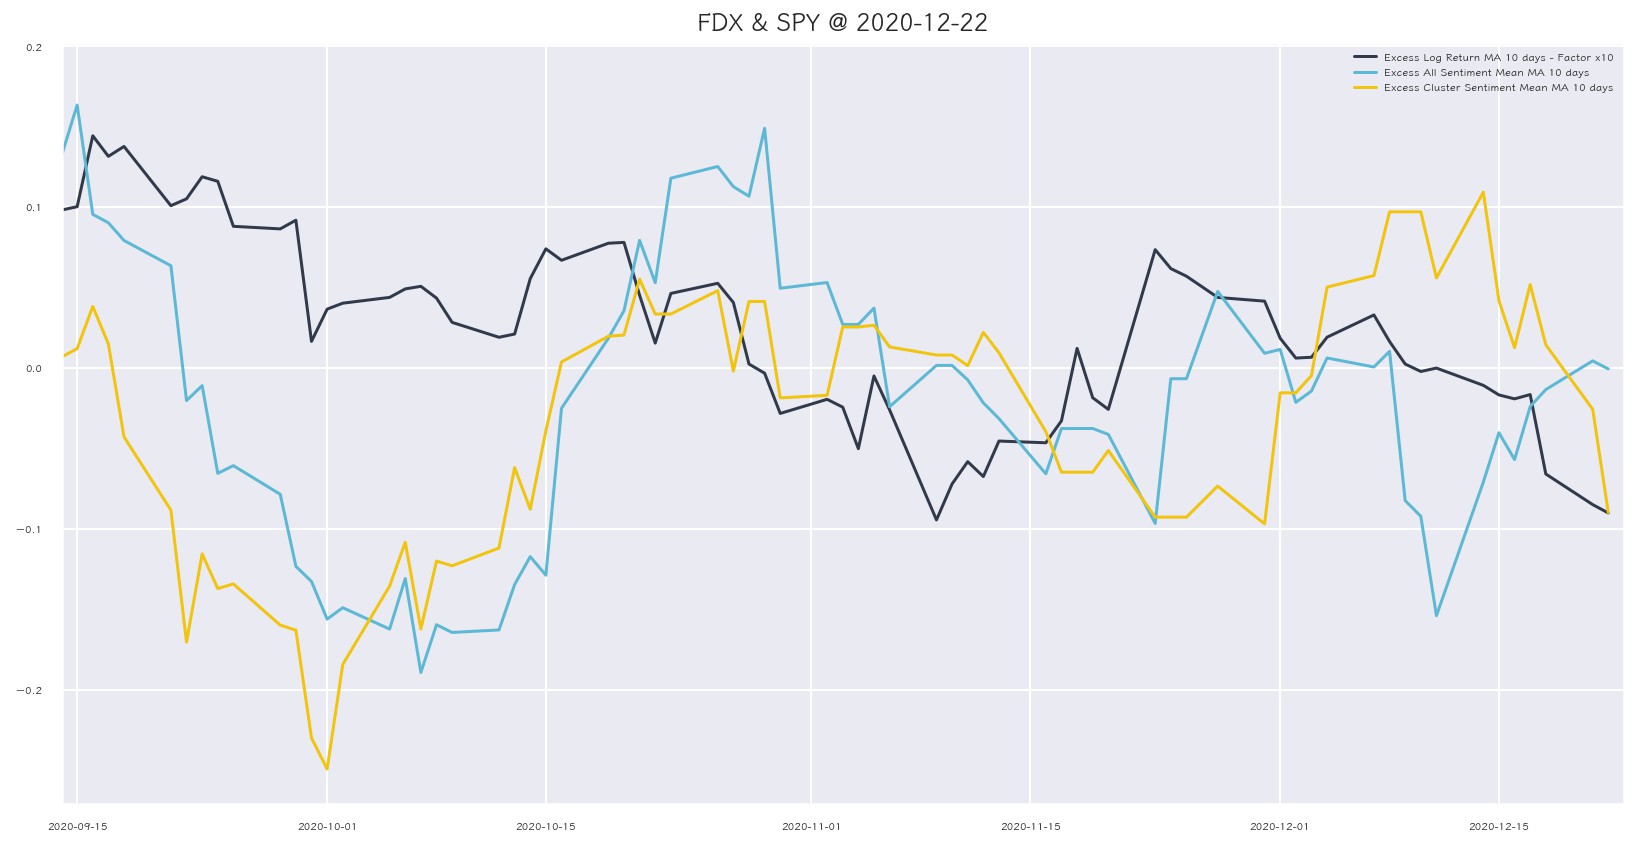 FDX & SPY @ 2020-12-22
Excess Log Return MA 10 days - Factor x10
Excess All Sentiment Mean MA 10 days
Excess Cluster Sentiment Mean MA 10 days
0.2
0.1
0.0
−0.1
−0.2
2020-09-15 2020-10-01 2020-10-15 2020-11-01 2020-11-15 2020-12-01 2020-12-15